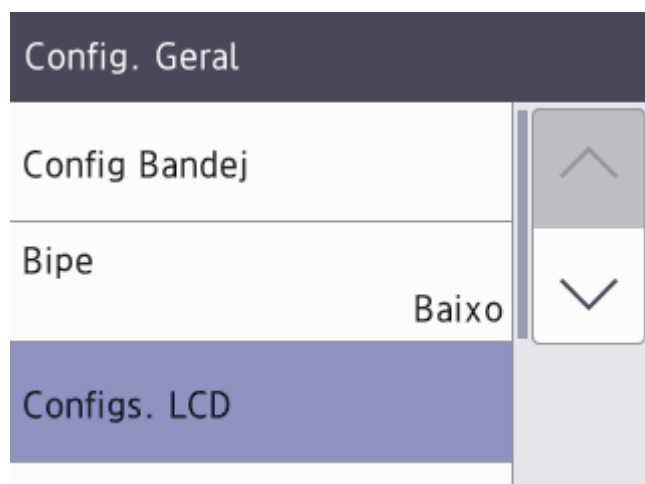 Config. Geral
Config Bandej
Bipe
Baixo
Configs. LCD